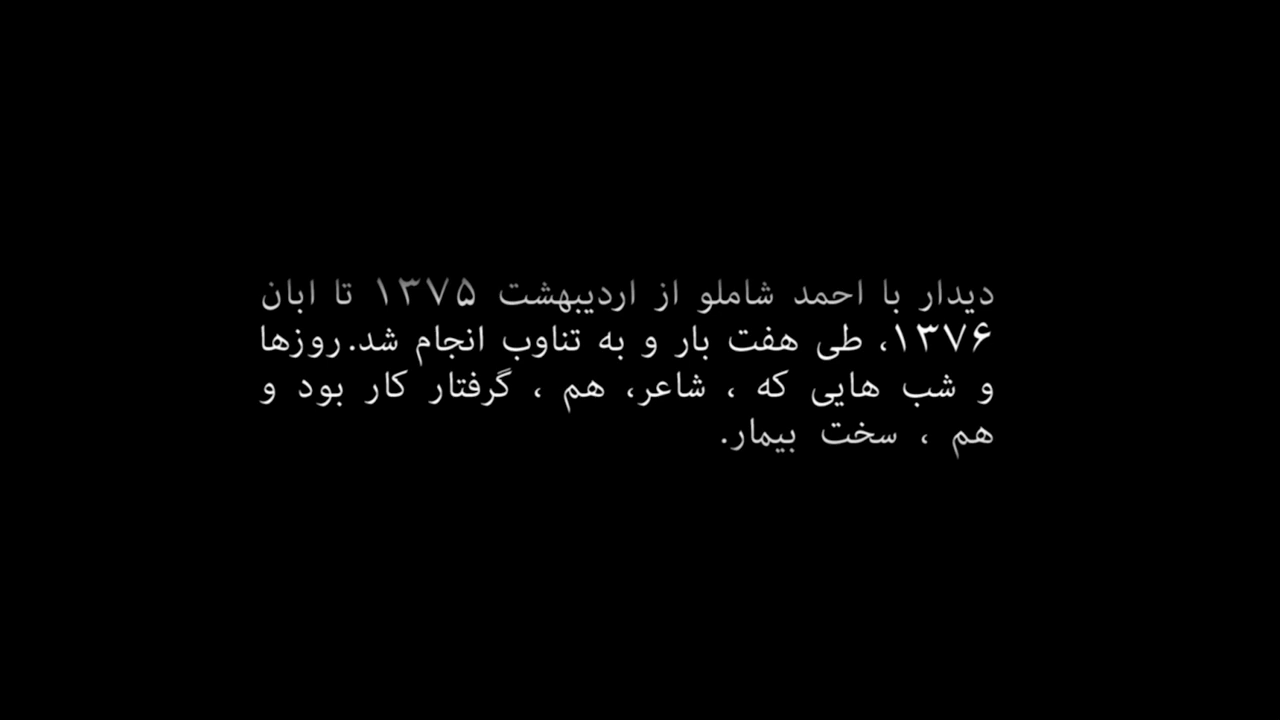 دیدار با احمد شاملو از اردیبهشت ۱۳۷۵ تا ابان
۱۳۷۶، طی هفت بار و به تناوب انجام شد.روزها
و شب هایی که ، شاعر، هم ، گرفتار کار بود و
هم ، سخت بیمار.